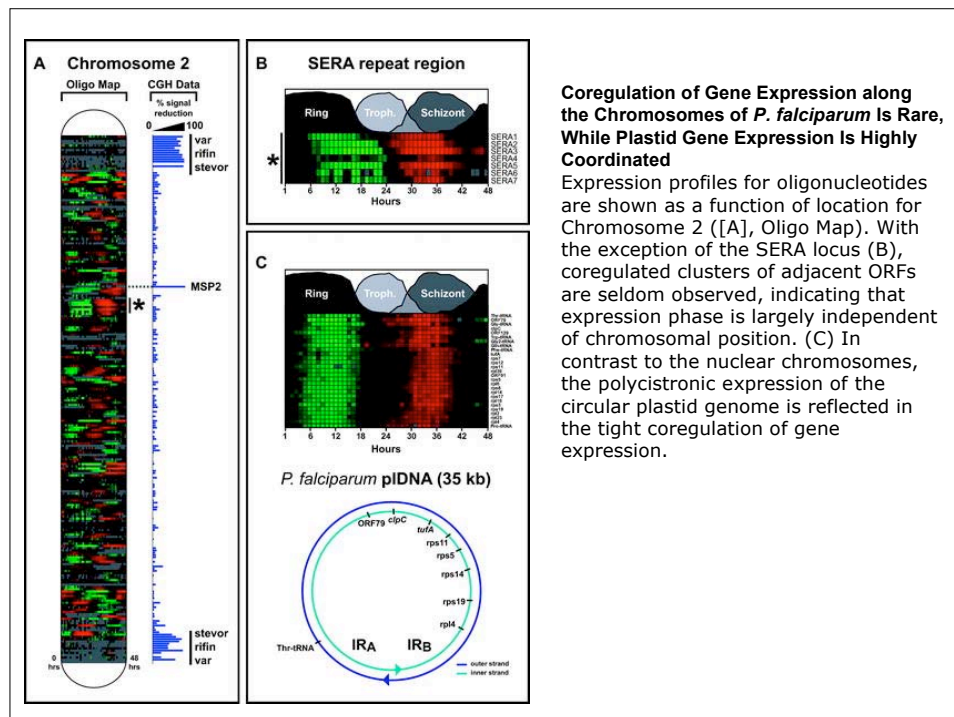 A Chromosome 2
Oligo Map CGH Data
% signal
reduction
0 100
var
rifin
stevor
MSP2
*
stevor
rifin
var
0
hrs
48
hrs
B SERA repeat region
Ring Troph. Schizont
SERA1
SERA2
SERA3
SERA4
SERA5
SERA6
SERA7
*
1 6 12 18 24 30 36 42 48
Hours
C
Ring Troph. Schizont
Thr-tRNA
ORF79
clpC
tufA
1 6 12 18 24 30 36 42 48
Hours
P. falciparum plDNA (35 kb)
ORF79
clpC
tufA
rps11
rps5
rps14
rps19
rpl4
Thr-tRNA
IRA IRB
outer strand
inner strand
Coregulation of Gene Expression along
the Chromosomes of P. falciparum Is Rare,
While Plastid Gene Expression Is Highly
Coordinated
Expression profiles for oligonucleotides
are shown as a function of location for
Chromosome 2 ([A], Oligo Map). With
the exception of the SERA locus (B),
coregulated clusters of adjacent ORFs
are seldom observed, indicating that
expression phase is largely independent
of chromosomal position. (C) In
contrast to the nuclear chromosomes,
the polycistronic expression of the
circular plastid genome is reflected in
the tight coregulation of gene
expression.